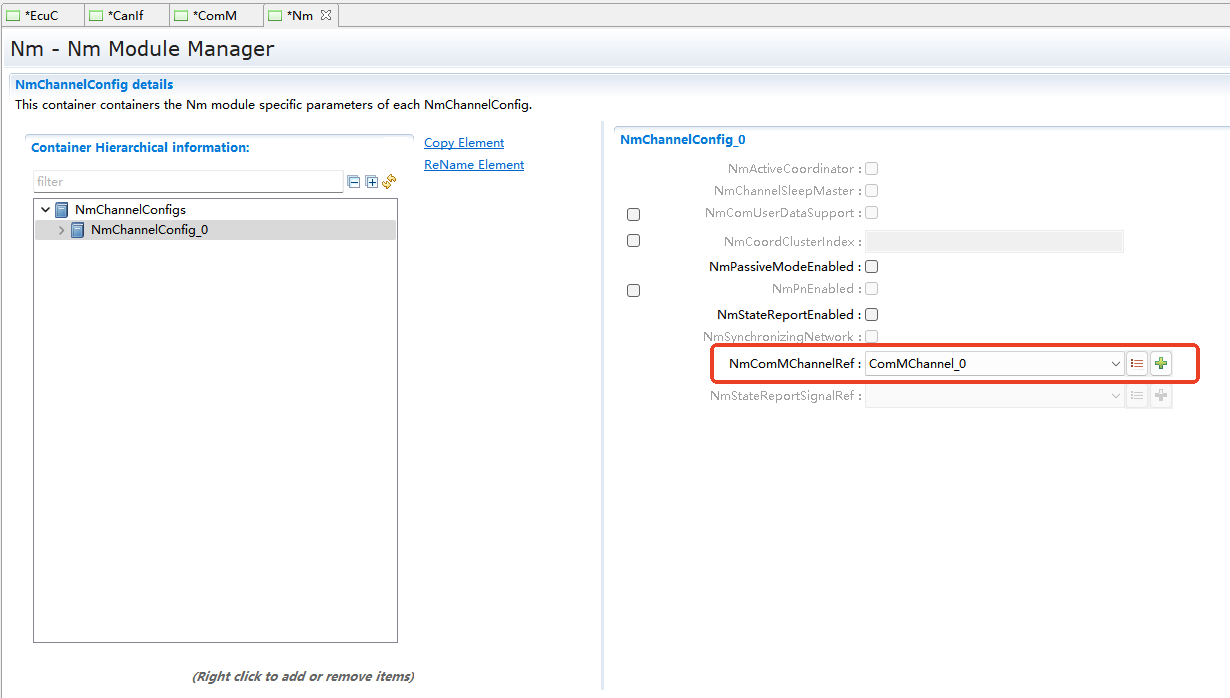 *EcuC *CanIf *ComM *Nm
Nm - Nm Module Manager
NmChannelConfig details
This container containers the Nm module specific parameters of each NmChannelConfig.
Container Hierarchical information:
Copy Element
ReName Element
filter
NmChannelConfigs
NmChannelConfig_0
(Right click to add or remove items)
NmChannelConfig_0
NmActiveCoordinator :
NmChannelSleepMaster :
NmComUserDataSupport :
NmCoordClusterIndex :
NmPassiveModeEnabled :
NmPnEnabled :
NmStateReportEnabled :
NmSynchronizingNetwork :
NmComMChannelRef : ComMChannel_0
NmStateReportSignalRef :